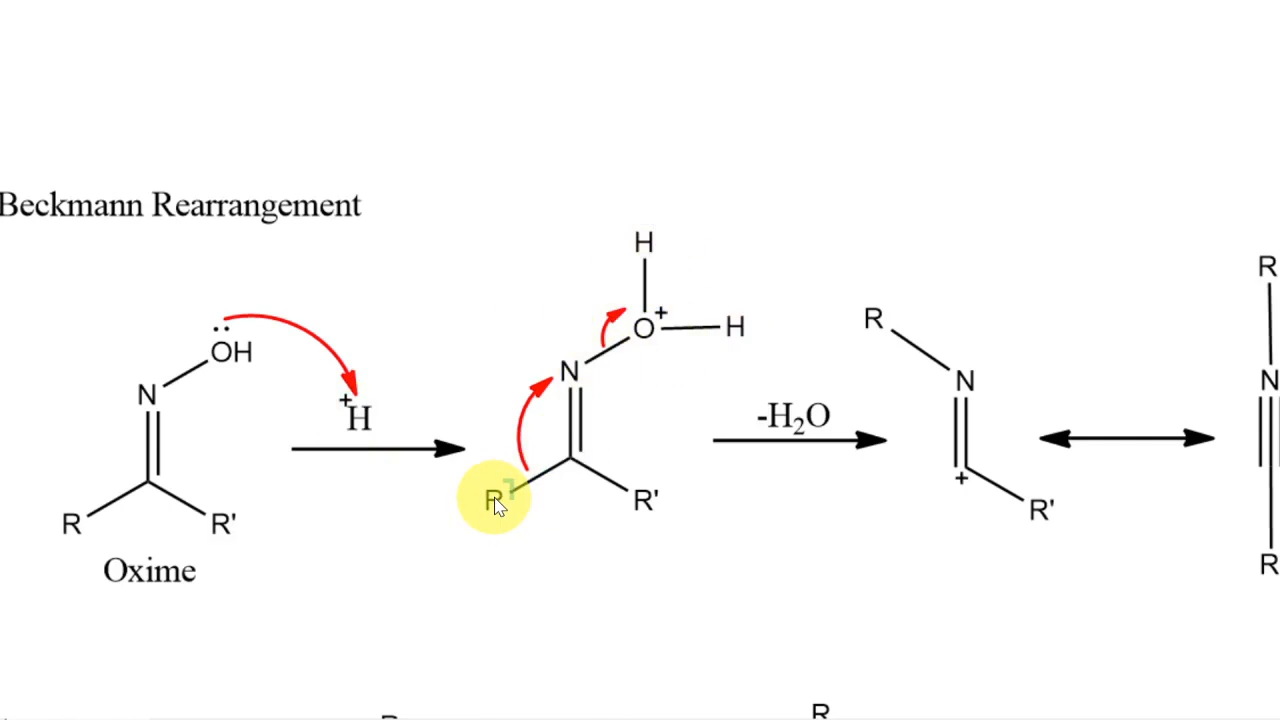 Beckmann Rearrangement
H
R
R
O+
H
OH
N
N
N
N
+
H
-H2O
+
R
R'
R
R'
R'
R
Oxime
R